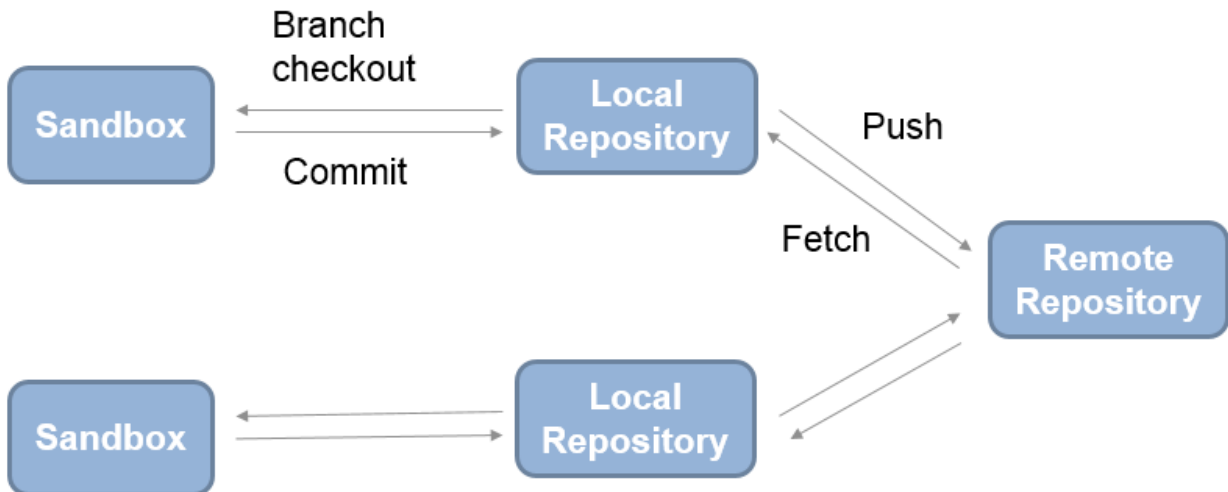 Branch
checkout
Sandbox
Local
Repository
Commit
Push
Fetch
Remote
Repository
Sandbox
Local
Repository